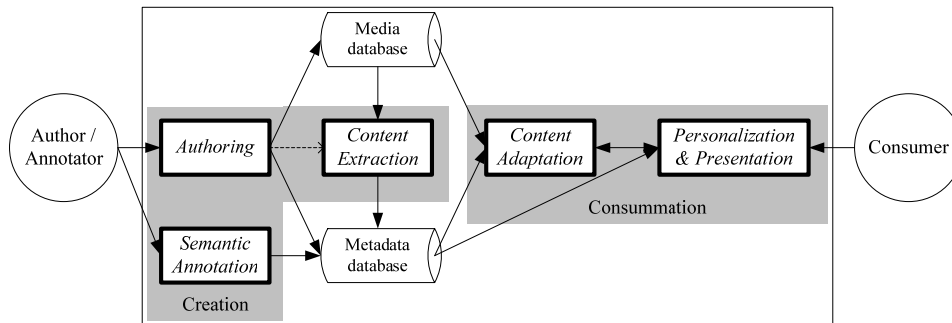 Media
database
Author /
Annotator
Authoring
Content
Extraction
Content
Adaptation
Personalization
& Presentation
Consumer
Consummation
Semantic
Annotation
Metadata
database
Creation